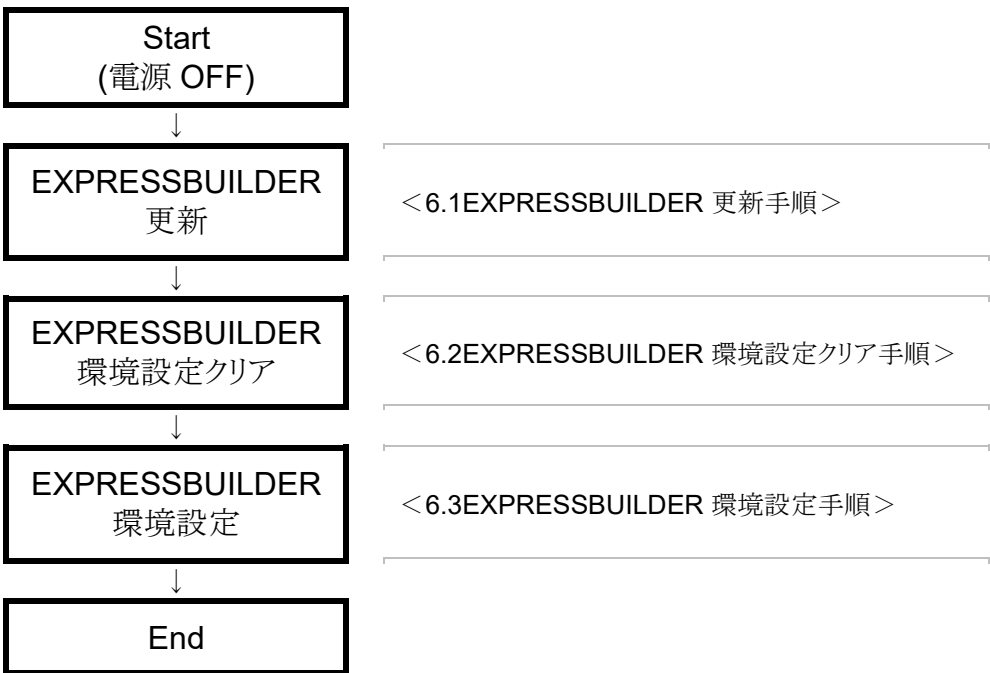 Start
(電源 OFF)
↓
EXPRESSBUILDER
更新
<6.1EXPRESSBUILDER 更新手順>
↓
EXPRESSBUILDER
環境設定クリア
<6.2EXPRESSBUILDER 環境設定クリア手順>
↓
EXPRESSBUILDER
環境設定
<6.3EXPRESSBUILDER 環境設定手順>
↓
End